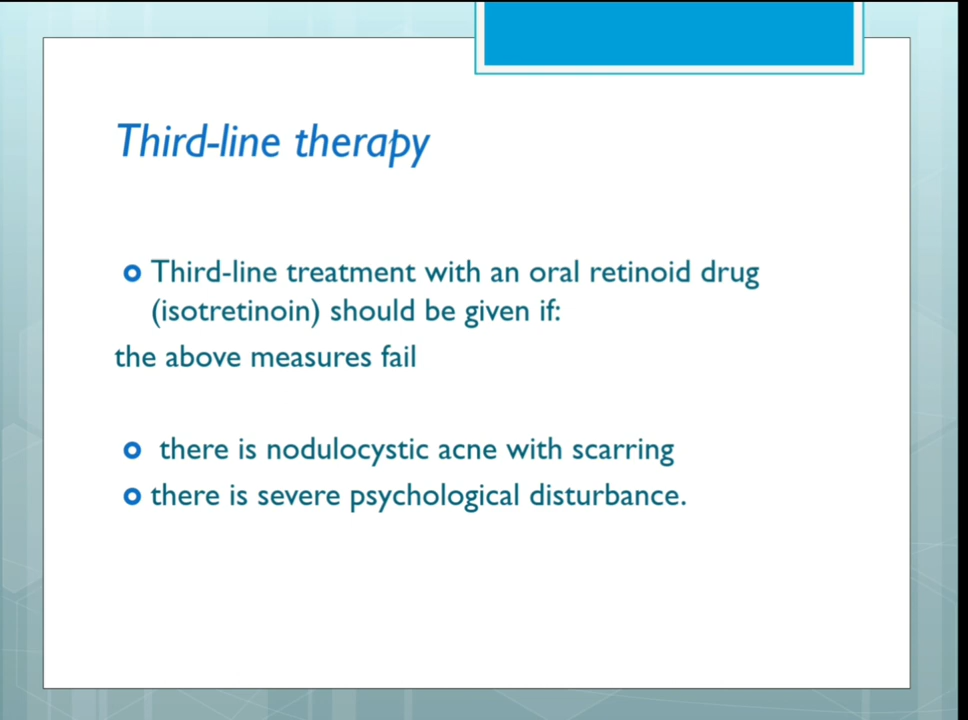 Third-line therapy
Third-line treatment with an oral retinoid drug
(isotretinoin) should be given if:
the above measures fail
there is nodulocystic acne with scarring
there is severe psychological disturbance.